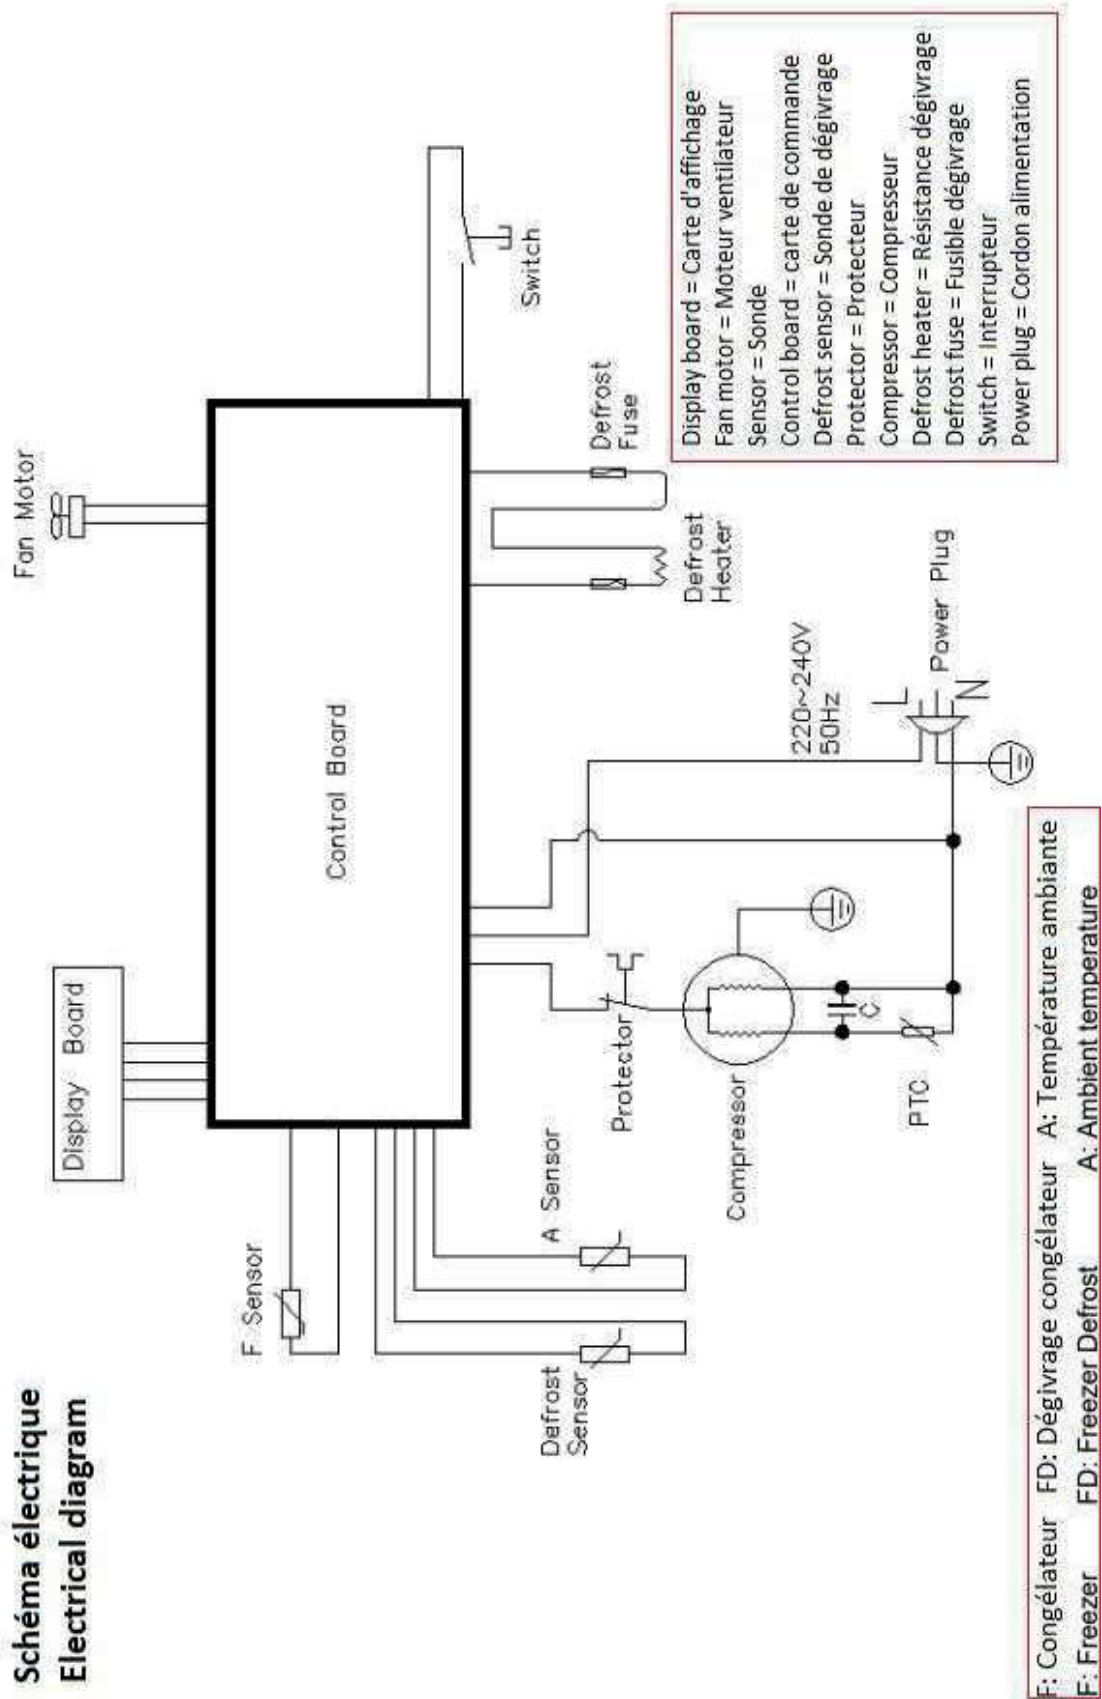 Schéma électrique
Electrical diagram
Display Board
Fan Motor
F Sensor
Control Board
Defrost
Sensor
A Sensor
Protector
Compressor
PTC
C
220~240V
50Hz
L
N
Power Plug
Defrost
Heater
Defrost
Fuse
Switch
Display board = Carte d'affichage
Fan motor = Moteur ventilateur
Sensor = Sonde
Control board = carte de commande
Defrost sensor = Sonde de dégivrage
Protector = Protecteur
Compressor = Compresseur
Defrost heater = Résistance dégivrage
Defrost fuse = Fusible dégivrage
Switch = Interrupteur
Power plug = Cordon alimentation
F: Congélateur FD: Dégivrage congélateur A: Température ambiante
F: Freezer FD: Freezer Defrost A: Ambient temperature